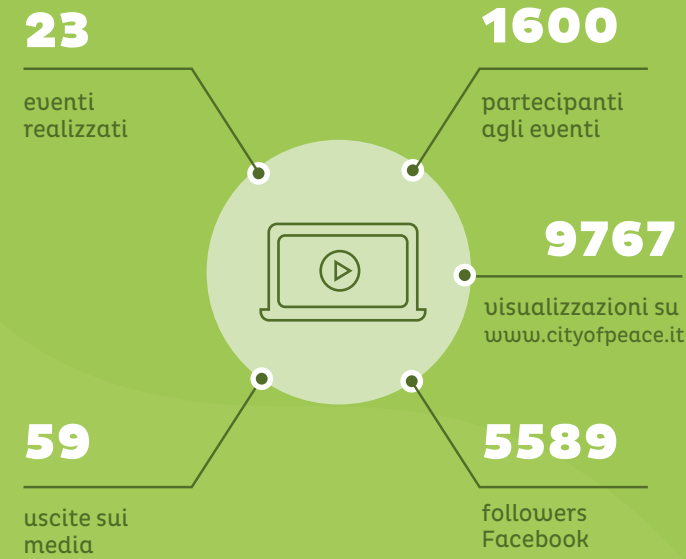 23
eventi
realizzati
1600
partecipanti
agli eventi
9767
visualizzazioni su
www.cityofpeace.it
59
uscite sui
media
5589
followers
Facebook